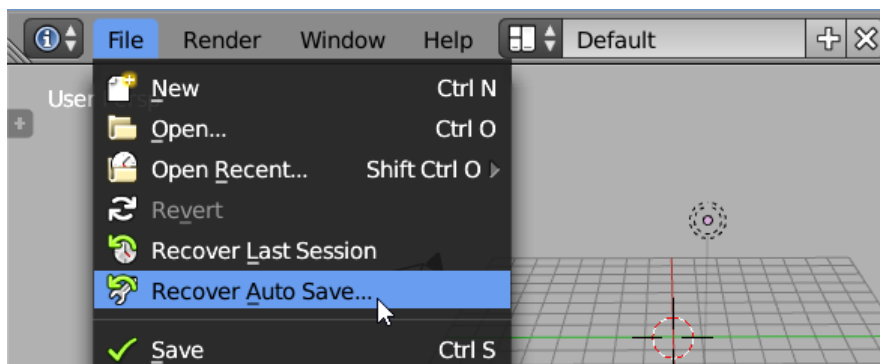 File Render Window Help Default
New Ctrl N
User Persp
Open... Ctrl O
Open Recent... Shift Ctrl O
Revert
Recover Last Session
Recover Auto Save...
Save Ctrl S